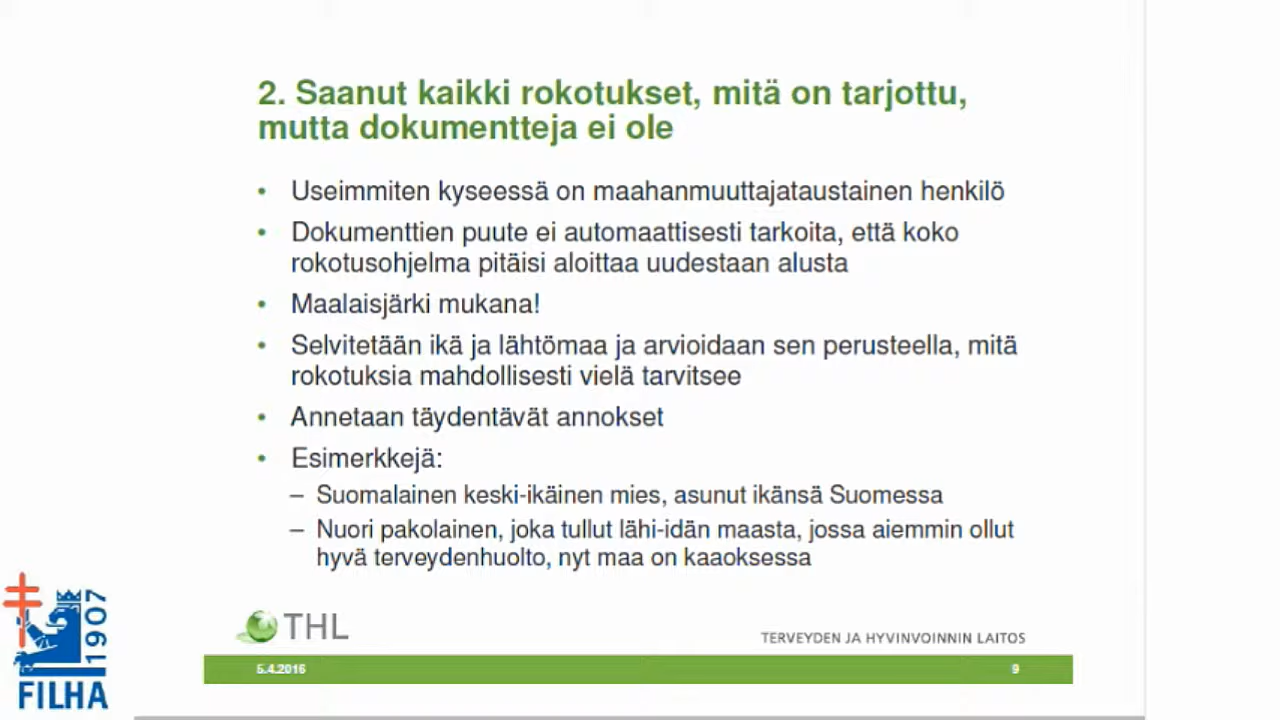 2. Saanut kaikki rokotukset, mitä on tarjottu,
mutta dokumentteja ei ole
• Useimmiten kyseessä on maahanmuuttajataustainen henkilö
• Dokumenttien puute ei automaattisesti tarkoita, että koko
rokotusohjelma pitäisi aloittaa uudestaan alusta
• Maalaisjärki mukana!
• Selvitetään ikä ja lähtömaa ja arvioidaan sen perusteella, mitä
rokotuksia mahdollisesti vielä tarvitsee
• Annetaan täydentävät annokset
• Esimerkkejä:
– Suomalainen keski-ikäinen mies, asunut ikänsä Suomessa
– Nuori pakolainen, joka tullut lähi-idän maasta, jossa aiemmin ollut
hyvä terveydenhuolto, nyt maa on kaaoksessa
THL
TERVEYDEN JA HYVINVOINNIN LAITOS
5.4.2016
9
1907
FILHA